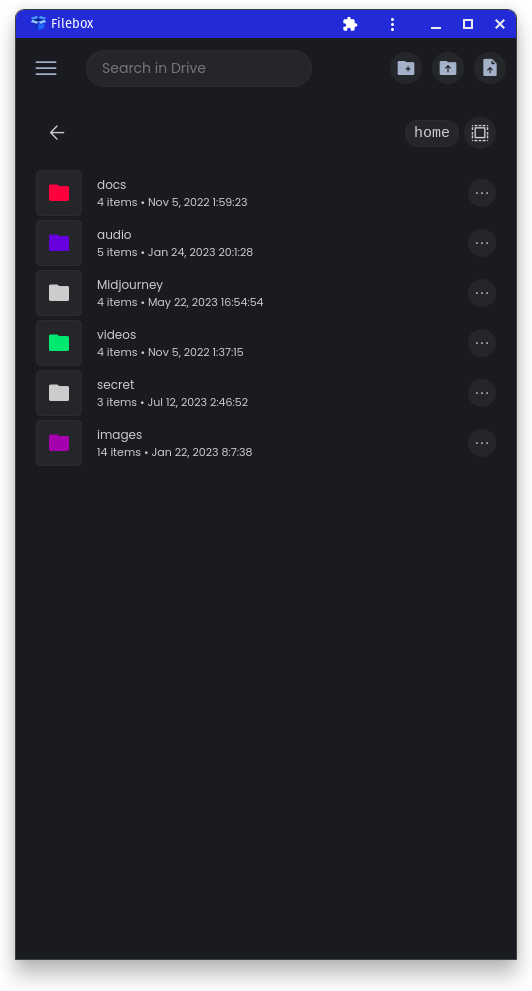 Filebox
Search in Drive
home
docs
4 items • Nov 5, 2022 1:59:23
audio
5 items • Jan 24, 2023 20:1:28
Midjourney
4 items • May 22, 2023 16:54:54
videos
4 items • Nov 5, 2022 1:37:15
secret
3 items • Jul 12, 2023 2:46:52
images
14 items • Jan 22, 2023 8:7:38